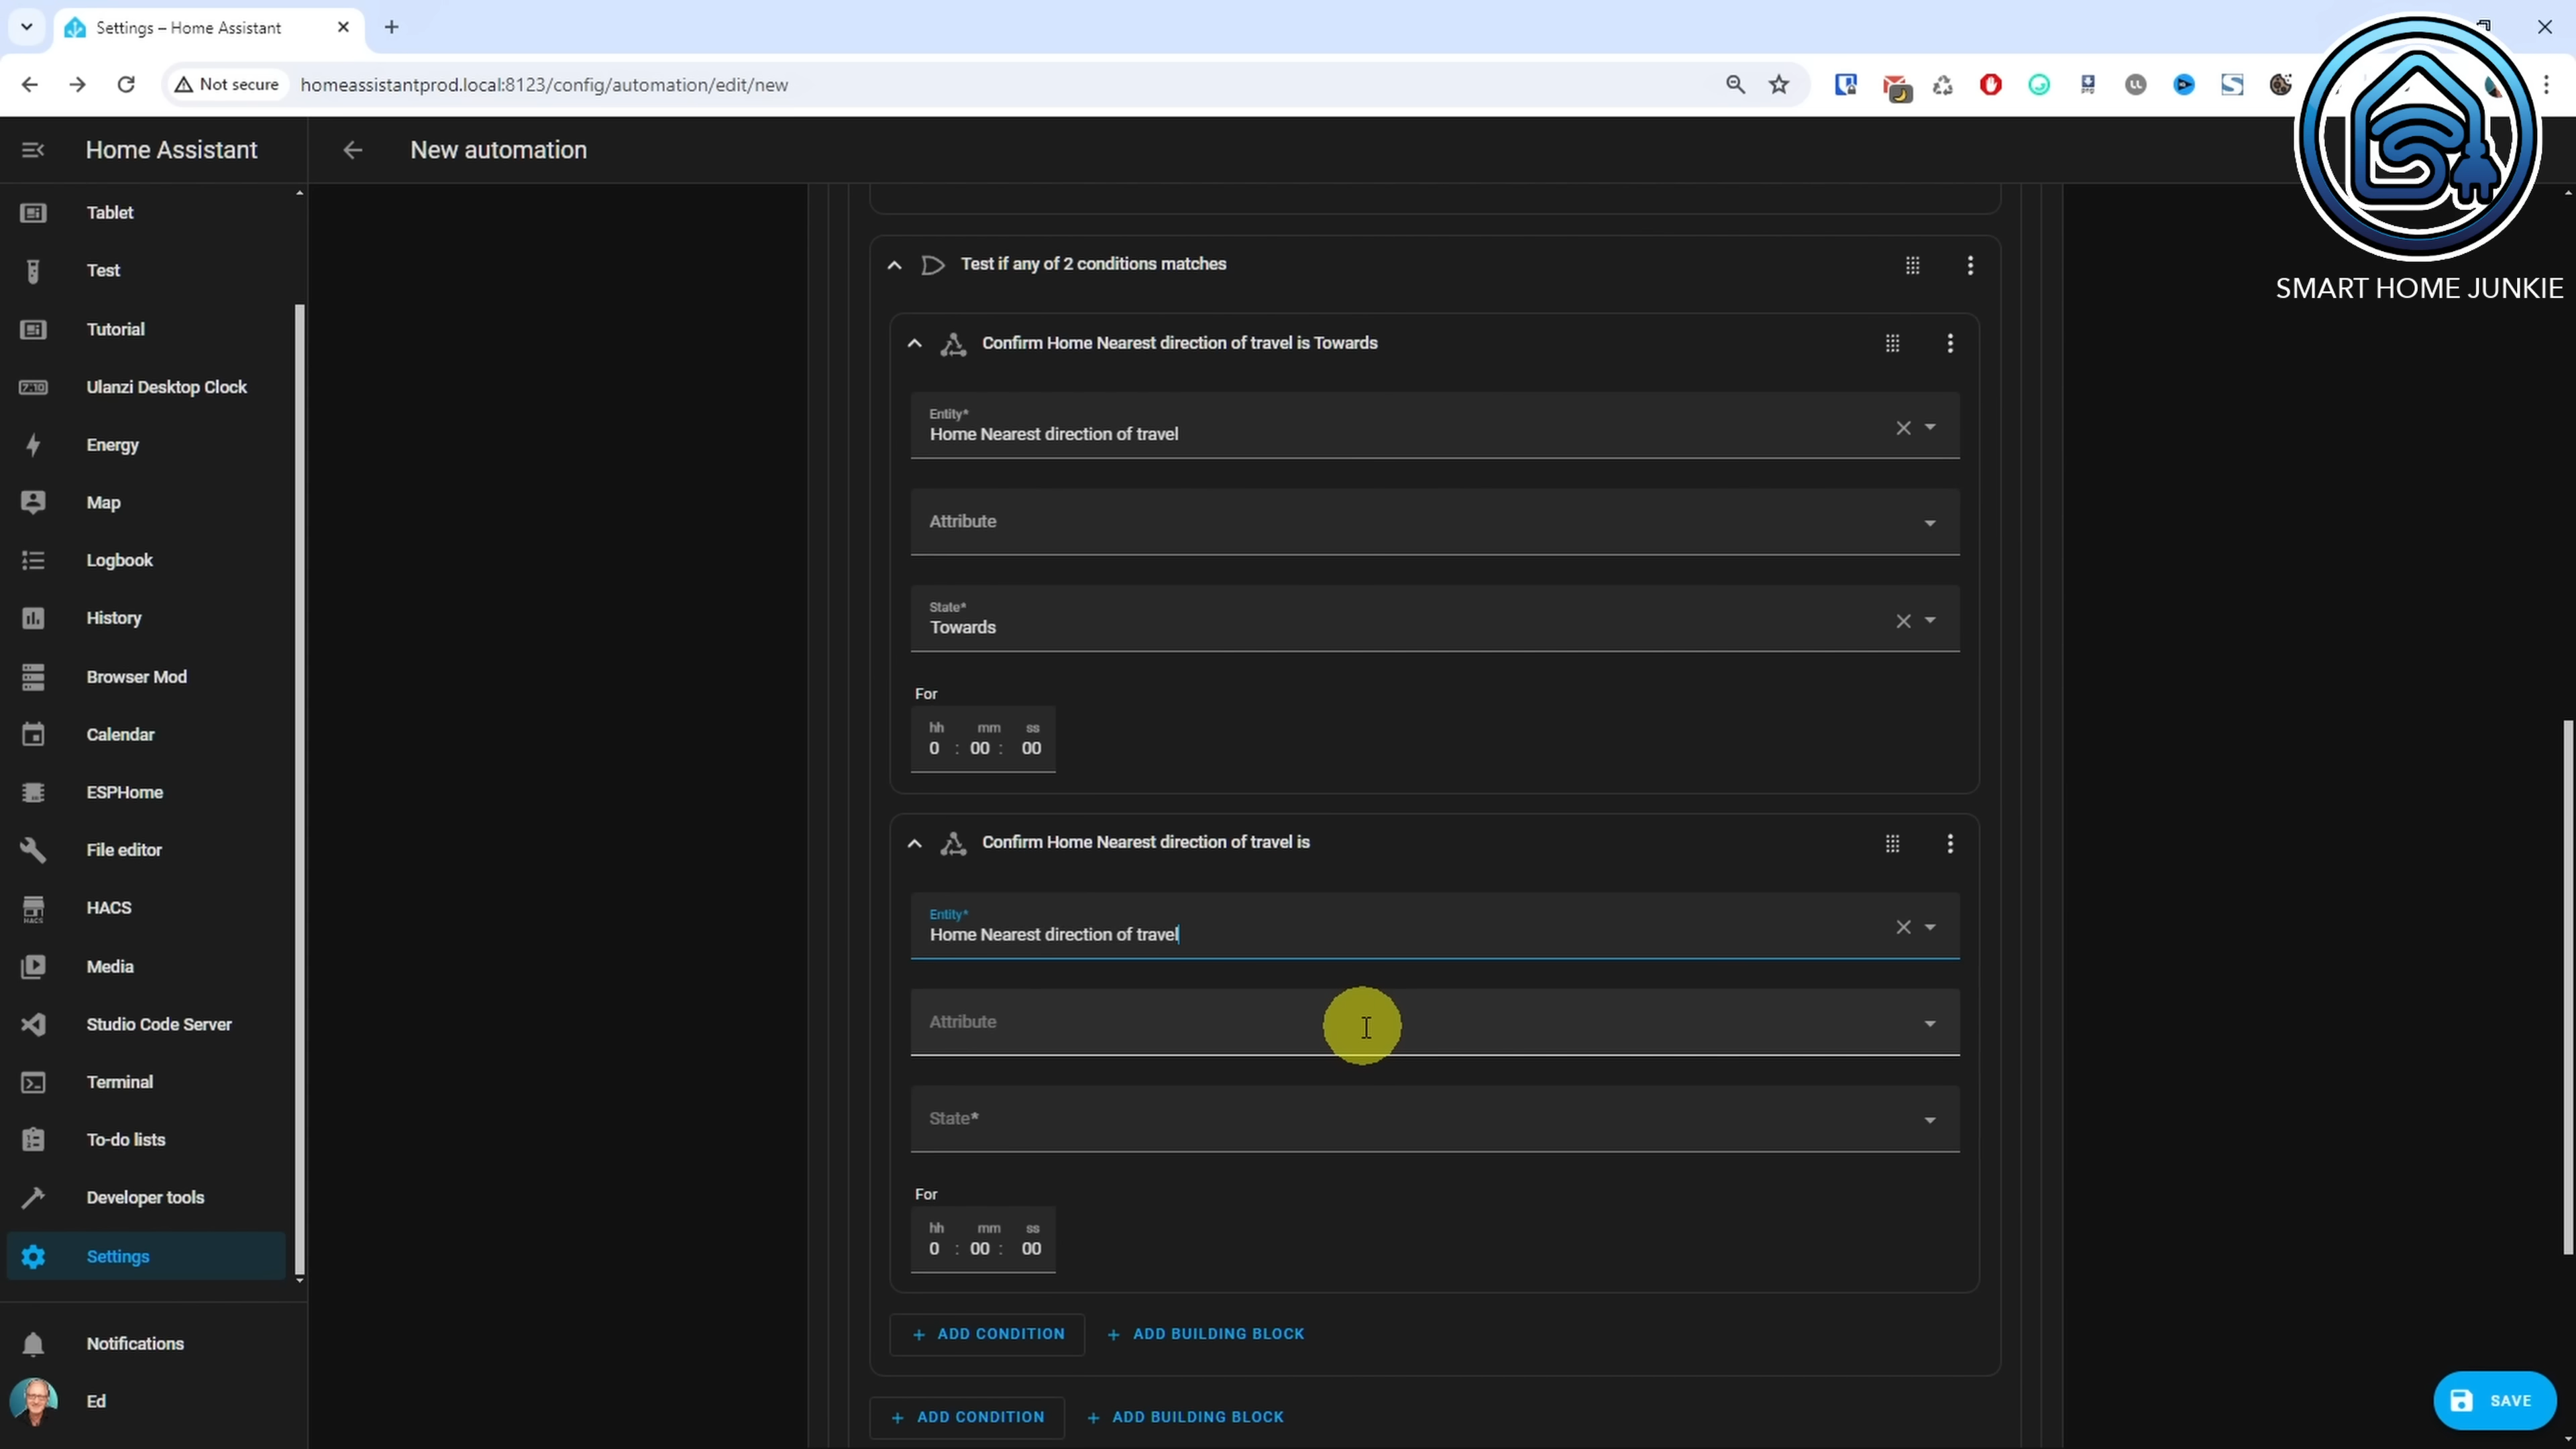 Settings – Home Assistant
Not secure
homeassistantprod.local:8123/config/automation/edit/new
SMART HOME JUNKIE
Home Assistant
New automation
Tablet
Test
Tutorial
Ulanzi Desktop Clock
Energy
Map
Logbook
History
Browser Mod
Calendar
ESPHome
File editor
HACS
HACS
Media
Studio Code Server
Terminal
To-do lists
Developer tools
Settings
Notifications
Ed
Test if any of 2 conditions matches
Confirm Home Nearest direction of travel is Towards
Entity*
Home Nearest direction of travel
Attribute
State*
Towards
For
hh mm ss
0 : 00 : 00
Confirm Home Nearest direction of travel is
Entity*
Home Nearest direction of travel
Attribute
State*
For
hh mm ss
0 : 00 : 00
+ ADD CONDITION + ADD BUILDING BLOCK
+ ADD CONDITION + ADD BUILDING BLOCK
SAVE